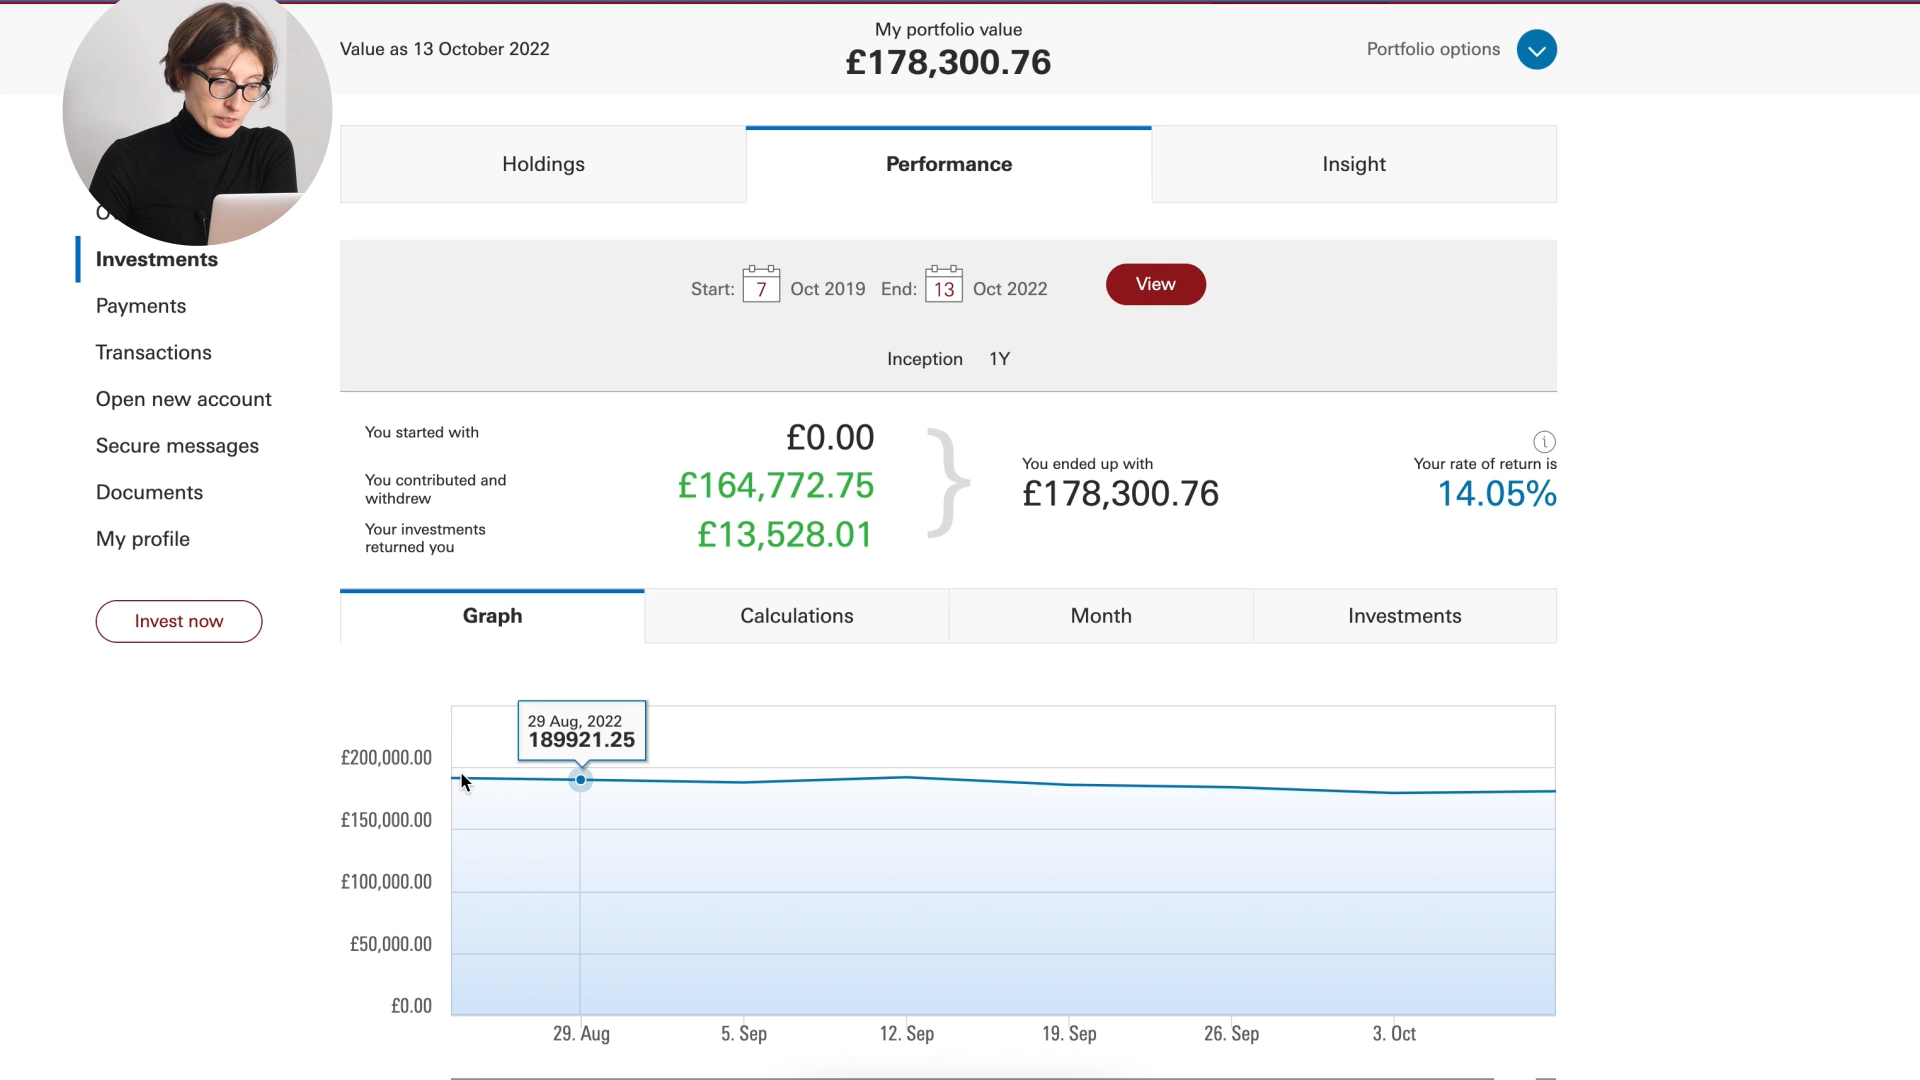 Value as 13 October 2022
My portfolio value
£178,300.76
Portfolio options
Holdings
Performance
Insight
Investments
Payments
Transactions
Open new account
Secure messages
Documents
My profile
Invest now
Start: 7 Oct 2019 End: 13 Oct 2022
View
Inception 1Y
You started with
£0.00
You contributed and
withdrew
£164,772.75
Your investments
returned you
£13,528.01
You ended up with
£178,300.76
i
Your rate of return is
14.05%
Graph
Calculations
Month
Investments
29 Aug, 2022
189921.25
£200,000.00
£150,000.00
£100,000.00
£50,000.00
£0.00
29. Aug
5. Sep
12. Sep
19. Sep
26. Sep
3. Oct